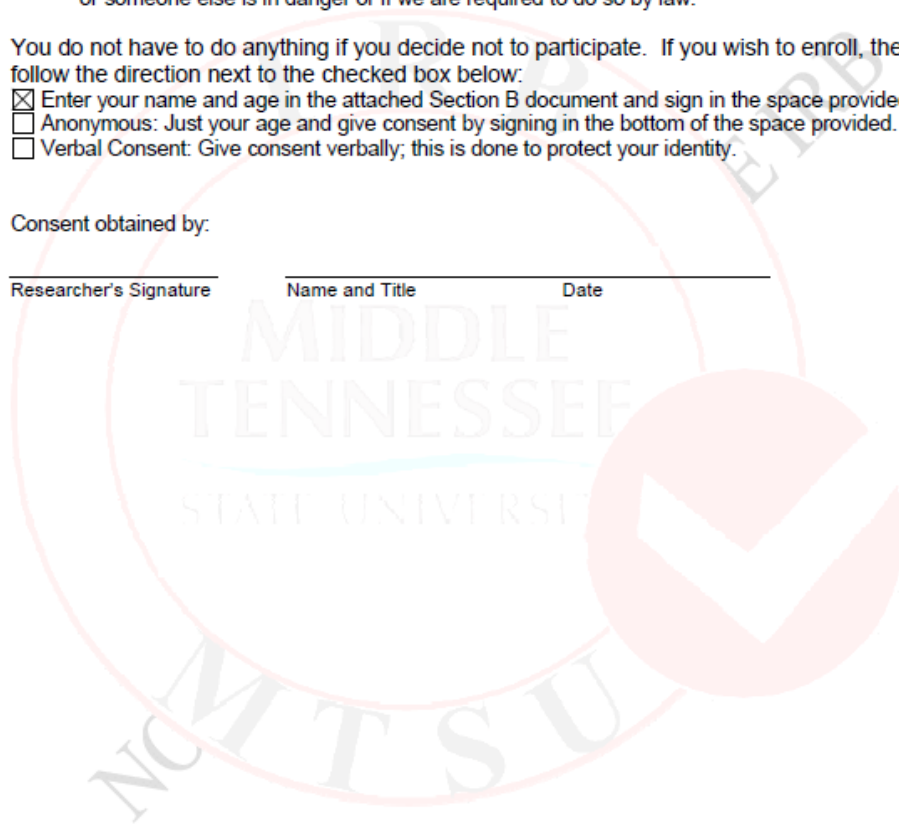 or someone else is in danger or if we are required to do so by law.
You do not have to do anything if you decide not to participate.  If you wish to enroll, the
follow the direction next to the checked box below:
☒ Enter your name and age in the attached Section B document and sign in the space provide
☐ Anonymous: Just your age and give consent by signing in the bottom of the space provided.
☐ Verbal Consent: Give consent verbally; this is done to protect your identity.
Consent obtained by:
Researcher's Signature Name and Title Date
MIDDLE
TENNESSEE
STATE UNIVERSI
MTSU